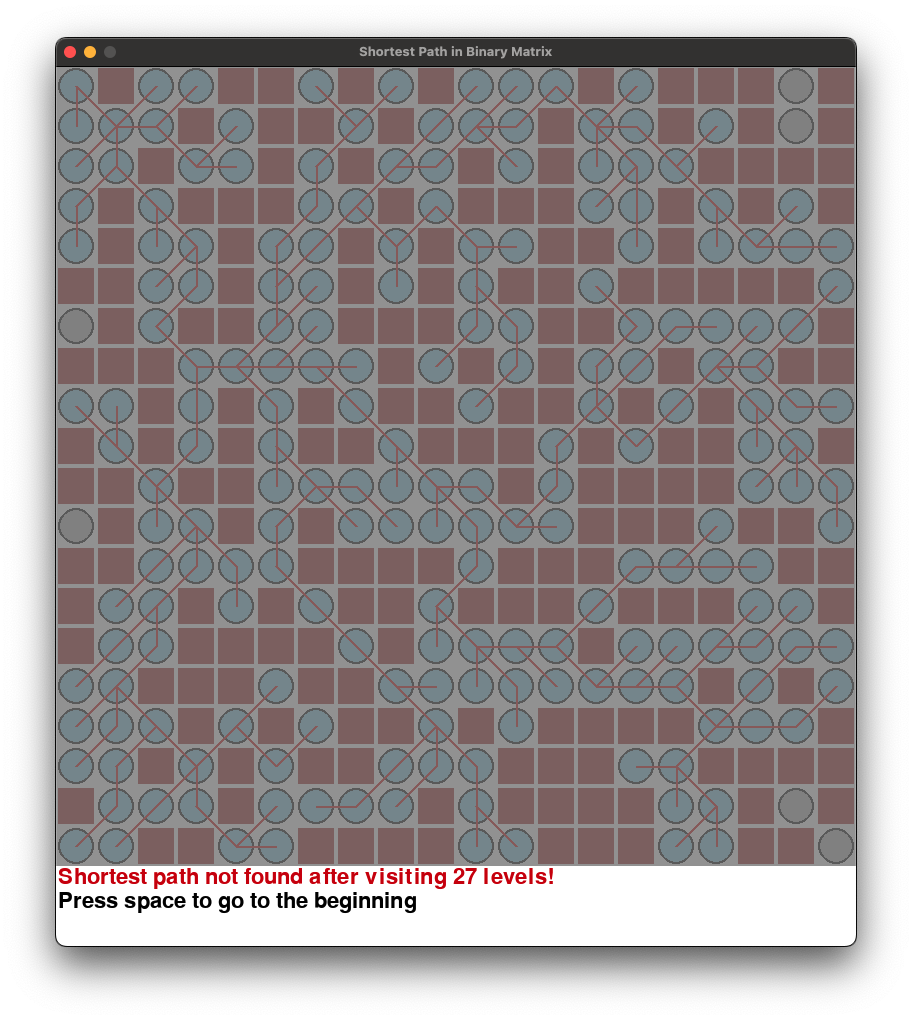 Shortest Path in Binary Matrix
Shortest path not found after visiting 27 levels!
Press space to go to the beginning